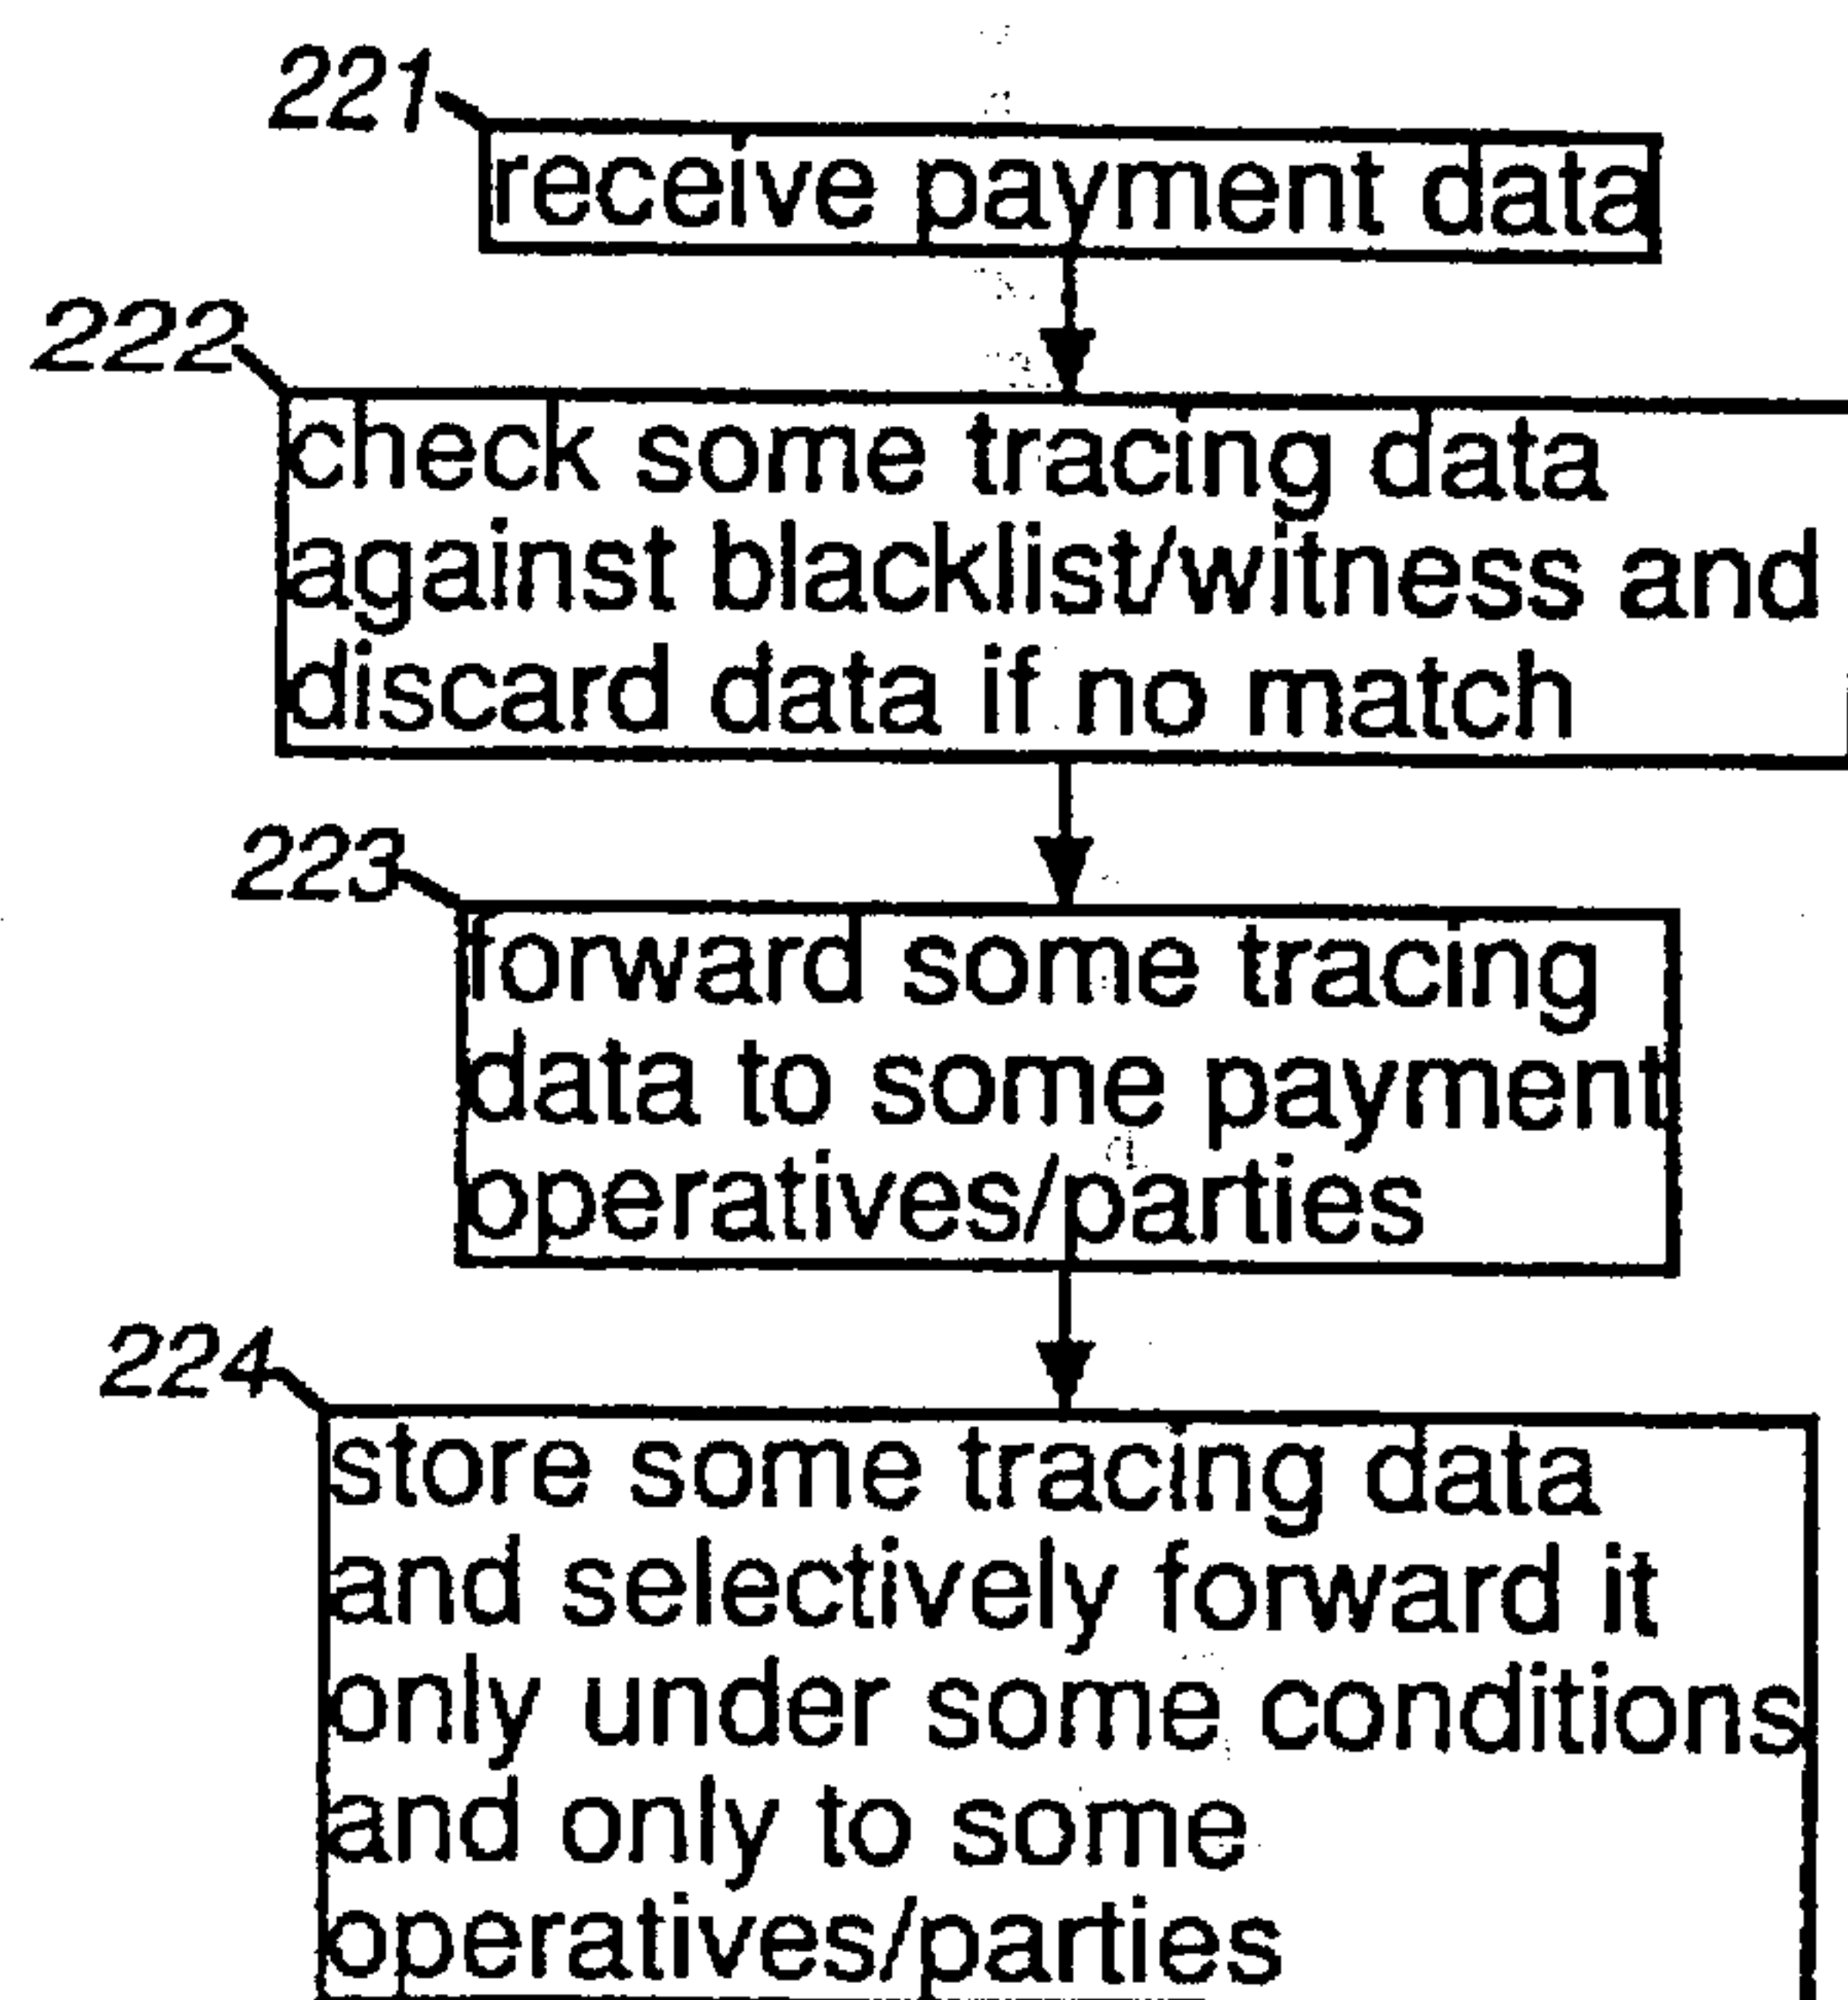 221
receive payment data
222
check some tracing data
against blacklist/witness and
discard data if no match
223
forward some tracing
data to some payment
operatives/parties
224
store some tracing data
and selectively forward it
only under some conditions
and only to some
operatives/parties